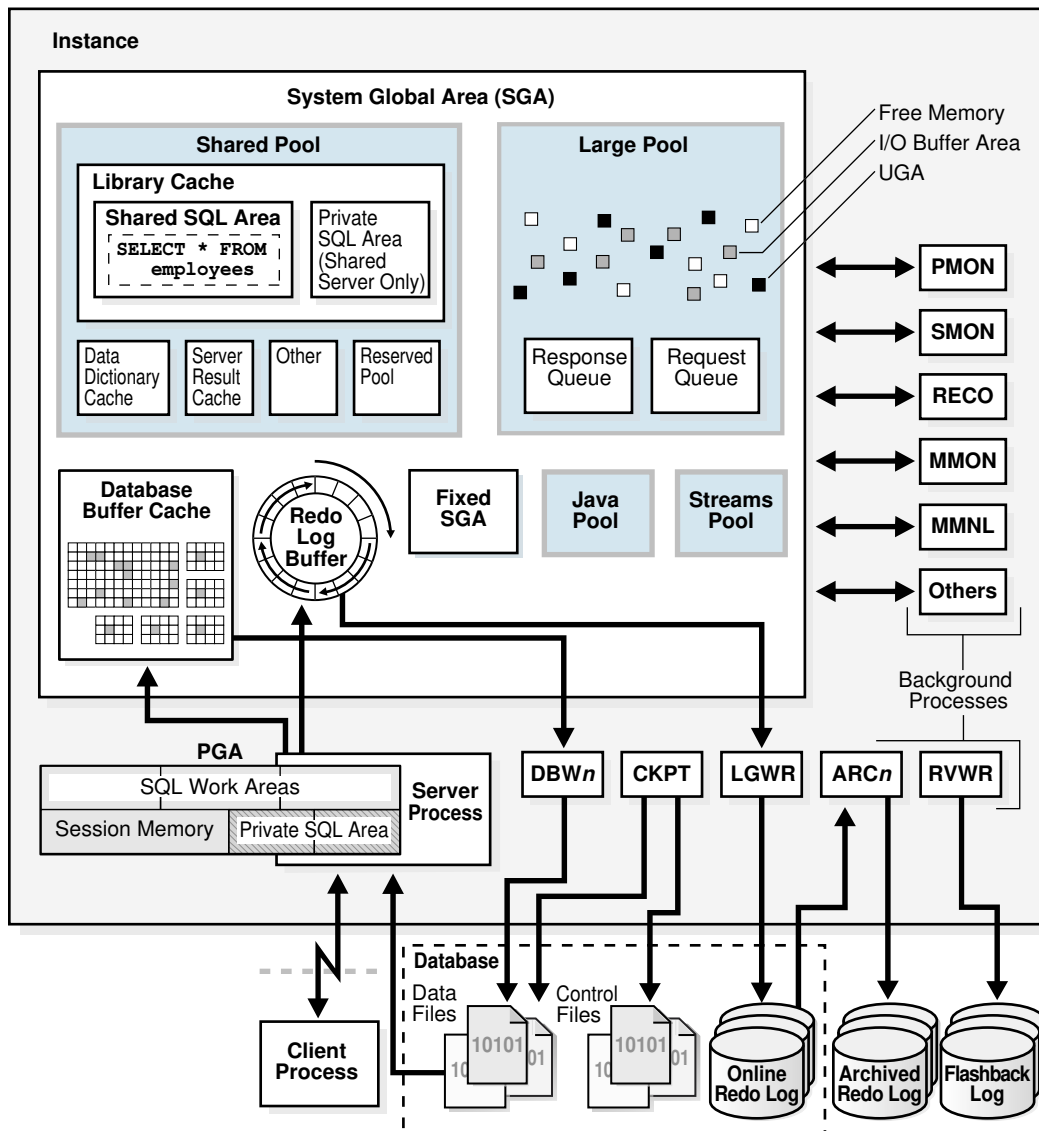 Instance
System Global Area (SGA)
Shared Pool
Library Cache
Shared SQL Area
SELECT * FROM
employees
Private
SQL Area
(Shared
Server Only)
Data
Dictionary
Cache
Server
Result
Cache
Other
Reserved
Pool
Large Pool
Response
Queue
Request
Queue
Free Memory
I/O Buffer Area
UGA
Database
Buffer Cache
Redo
Log
Buffer
Fixed
SGA
Java
Pool
Streams
Pool
PMON
SMON
RECO
MMON
MMNL
Others
Background
Processes
PGA
SQL Work Areas
Session Memory
Private SQL Area
Server
Process
DBWn
CKPT
LGWR
ARCn
RVWR
Client
Process
Database
Data
Files
10101
10
01
Control
Files
10101
10
01
Online
Redo Log
Archived
Redo Log
Flashback
Log